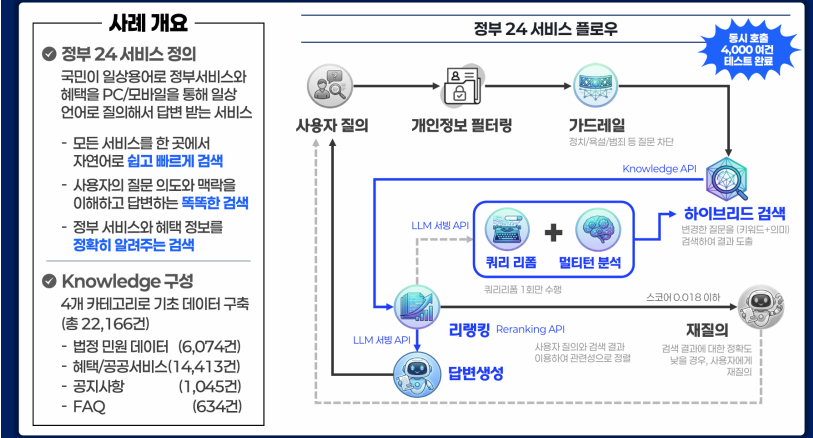 사례 개요
정부 24 서비스 정의
국민이 일상용어로 정부서비스와
혜택을 PC/모바일을 통해 일상
언어로 질의해서 답변 받는 서비스
- 모든 서비스를 한 곳에서
자연어로 쉽고 빠르게 검색
- 사용자의 질문 의도와 맥락을
이해하고 답변하는 똑똑한 검색
- 정부 서비스와 혜택 정보를
정확히 알려주는 검색
Knowledge 구성
4개 카테고리로 기초 데이터 구축
(총 22,166건)
- 법정 민원 데이터 (6,074건)
- 혜택/공공서비스(14,413건)
- 공지사항 (1,045건)
- FAQ (634건)
정부 24 서비스 플로우
동시 호출
4,000 여건
테스트 완료
사용자 질의
개인정보 필터링
가드레일
정치/욕설/범죄 등 질문 차단
Knowledge API
하이브리드 검색
변경한 질문을 (키워드+의미)
검색하여 결과 도출
LLM 서빙 API
쿼리 리폼
+
멀티턴 분석
쿼리리폼 1회만 수행
리랭킹 Reranking API
스코어 0.018 이하
재질의
사용자 질의와 검색 결과
이용하여 관련성으로 정렬
검색 결과에 대한 정확도
낮을 경우, 사용자에게
재질의
LLM 서빙 API
답변생성